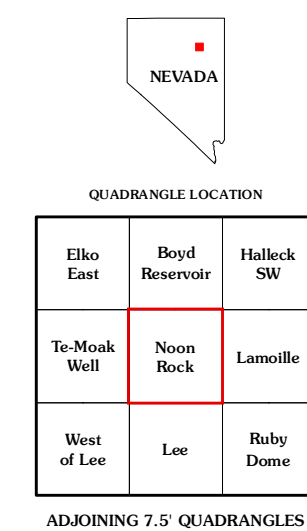 NEVADA
QUADRANGLE LOCATION
Elko
East
Boyd
Reservoir
Halleck
SW
Te-Moak
Well
Noon
Rock
Lamoille
West
of Lee
Lee
Ruby
Dome
ADJOINING 7.5' QUADRANGLES